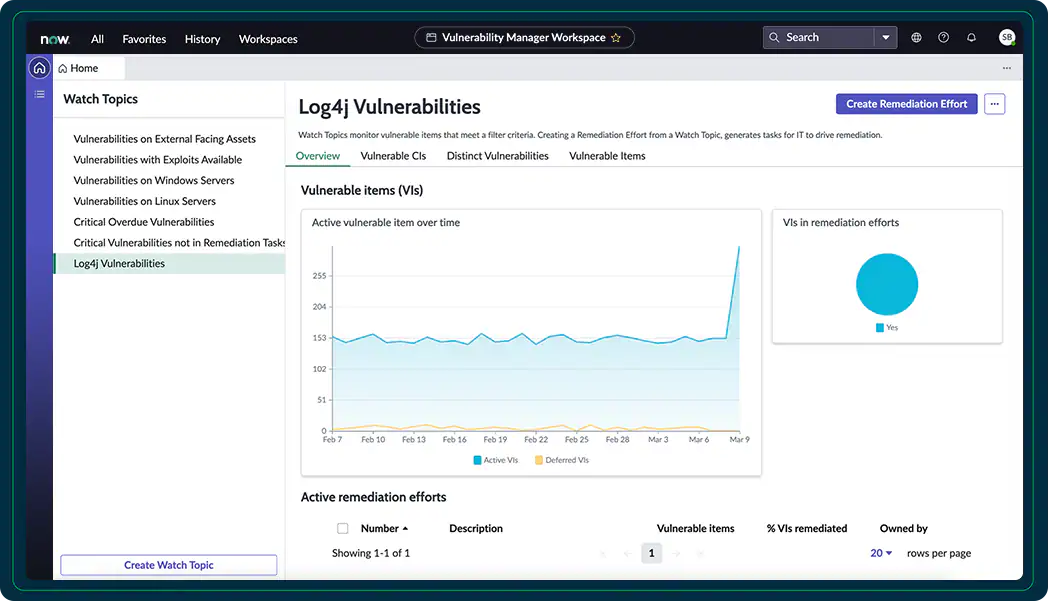 now. All Favorites History Workspaces Vulnerability Manager Workspace Search SB
Home
Watch Topics
Vulnerabilities on External Facing Assets
Vulnerabilities with Exploits Available
Vulnerabilities on Windows Servers
Vulnerabilities on Linux Servers
Critical Overdue Vulnerabilities
Critical Vulnerabilities not in Remediation Tasks
Log4j Vulnerabilities
Create Watch Topic
Log4j Vulnerabilities
Create Remediation Effort
Watch Topics monitor vulnerable items that meet a filter criteria. Creating a Remediation Effort from a Watch Topic, generates tasks for IT to drive remediation.
Overview Vulnerable CIs Distinct Vulnerabilities Vulnerable Items
Vulnerable items (VIs)
Active vulnerable item over time
255
204
153
102
51
0
Feb 7 Feb 10 Feb 13 Feb 16 Feb 19 Feb 22 Feb 25 Feb 28 Mar 3 Mar 6 Mar 9
Active VIs Deferred VIs
VIs in remediation efforts
Yes
Active remediation efforts
Number Description Vulnerable items % VIs remediated Owned by
Showing 1-1 of 1 1 20 rows per page